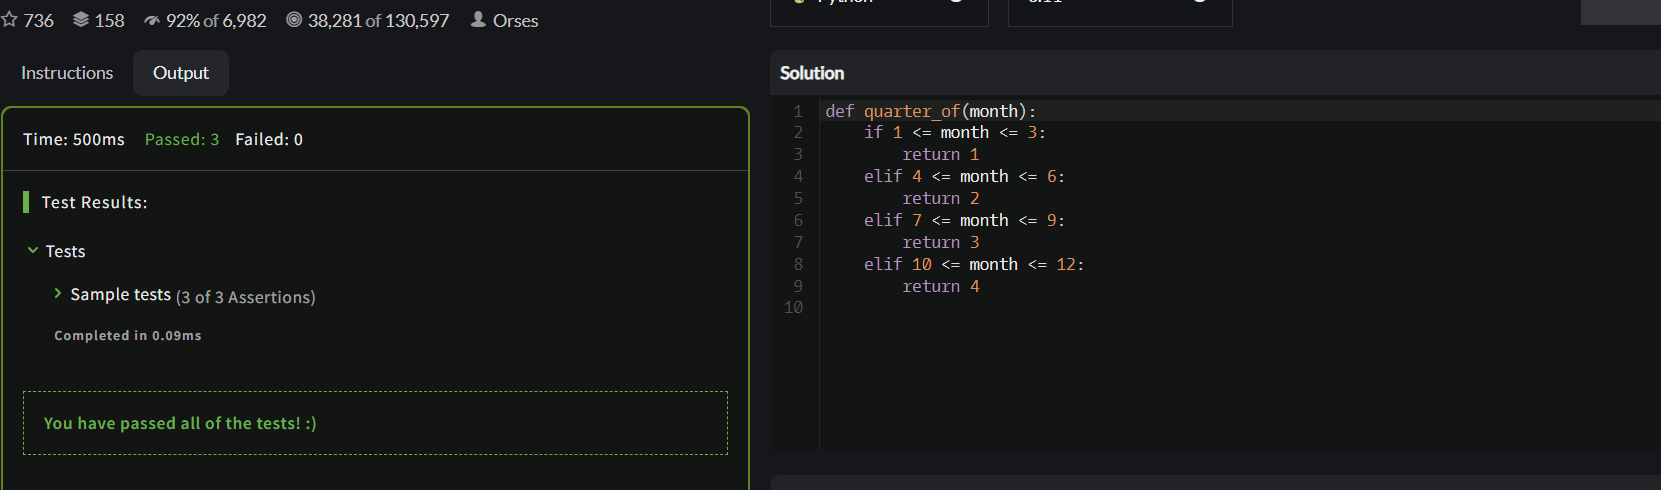 736 158 92% of 6,982 38,281 of 130,597 Orses
Instructions Output
Time: 500ms Passed: 3 Failed: 0
Test Results:
Tests
Sample tests (3 of 3 Assertions)
Completed in 0.09ms
You have passed all of the tests! :)
Python
Solution
1 def quarter_of(month):
2 if 1 <= month <= 3:
3 return 1
4 elif 4 <= month <= 6:
5 return 2
6 elif 7 <= month <= 9:
7 return 3
8 elif 10 <= month <= 12:
9 return 4
10